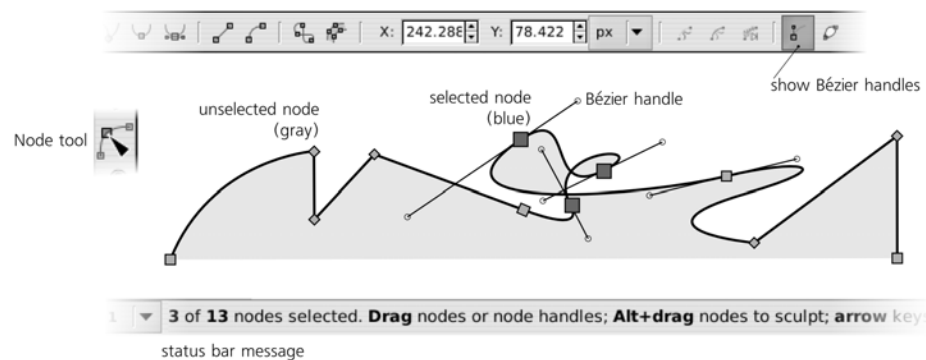 X: 242.288 Y: 78.422 px
show Bézier handles
unselected node
(gray)
selected node
(blue)
Bézier handle
Node tool
3 of 13 nodes selected. Drag nodes or node handles; Alt+drag nodes to sculpt; arrow keys
status bar message